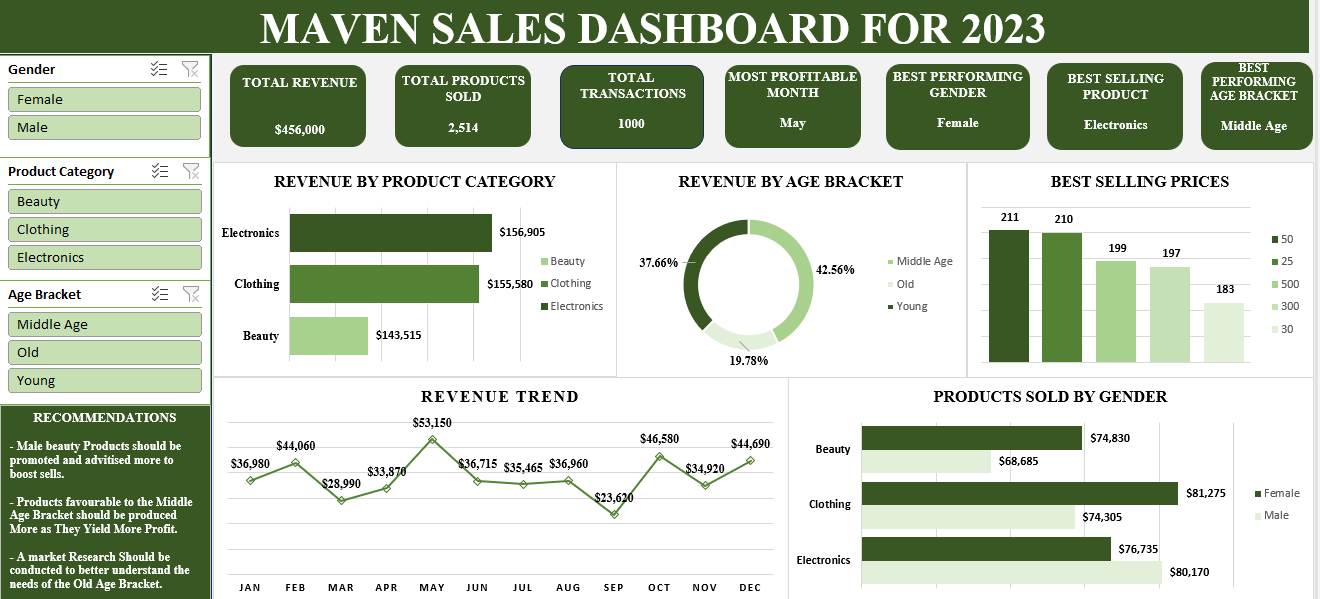 MAVEN SALES DASHBOARD FOR 2023
Gender
Female
Male
Product Category
Beauty
Clothing
Electronics
Age Bracket
Middle Age
Old
Young
RECOMMENDATIONS
- Male beauty Products should be
promoted and advitised more to
boost sells.
- Products favourable to the Middle
Age Bracket should be produced
More as They Yield More Profit.
- A market Research Should be
conducted to better understand the
needs of the Old Age Bracket.
TOTAL REVENUE
$456,000
TOTAL PRODUCTS
SOLD
2,514
TOTAL
TRANSACTIONS
1000
MOST PROFITABLE
MONTH
May
BEST PERFORMING
GENDER
Female
BEST SELLING
PRODUCT
Electronics
BEST
PERFORMING
AGE BRACKET
Middle Age
REVENUE BY PRODUCT CATEGORY
Electronics
$156,905
Clothing
$155,580
Beauty
$143,515
Beauty
Clothing
Electronics
REVENUE BY AGE BRACKET
37.66%
42.56%
19.78%
Middle Age
Old
Young
BEST SELLING PRICES
211
210
199
197
183
50
25
500
300
30
REVENUE TREND
$36,980
$44,060
$28,990
$33,870
$53,150
$36,715
$35,465
$36,960
$23,620
$46,580
$34,920
$44,690
JAN
FEB
MAR
APR
MAY
JUN
JUL
AUG
SEP
OCT
NOV
DEC
PRODUCTS SOLD BY GENDER
Beauty
$74,830
$68,685
Clothing
$81,275
$74,305
Electronics
$76,735
$80,170
Female
Male